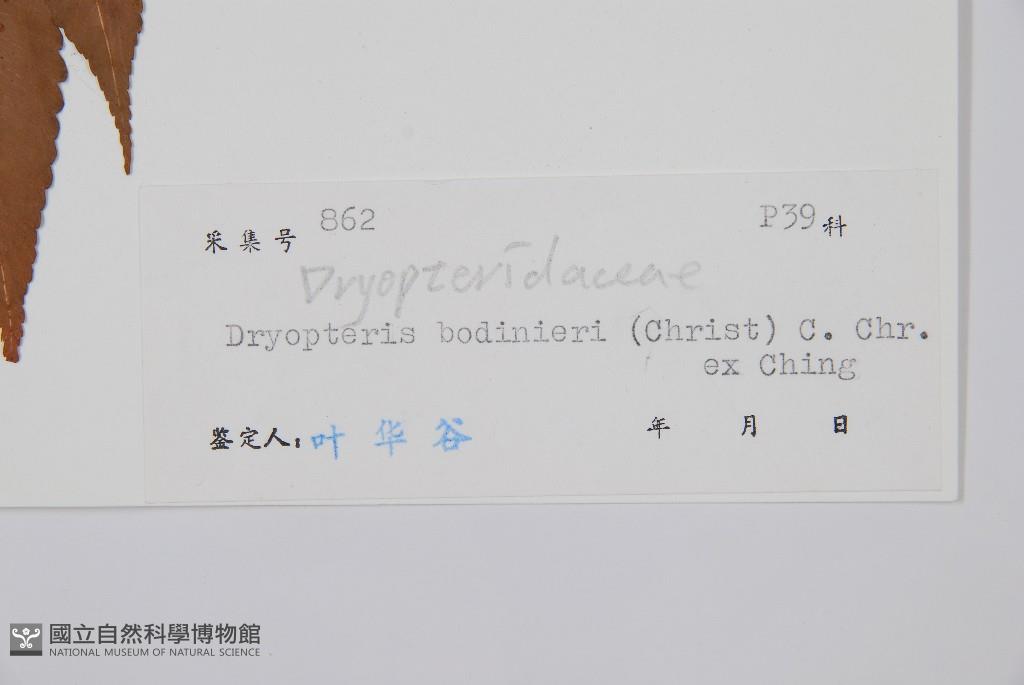 采集号 862 P39 科
Dryopteridaceae
Dryopteris bodinieri (Christ) C. Chr.
ex Ching
鉴定人：叶华谷 年 月 日
國立自然科學博物館
NATIONAL MUSEUM OF NATURAL SCIENCE